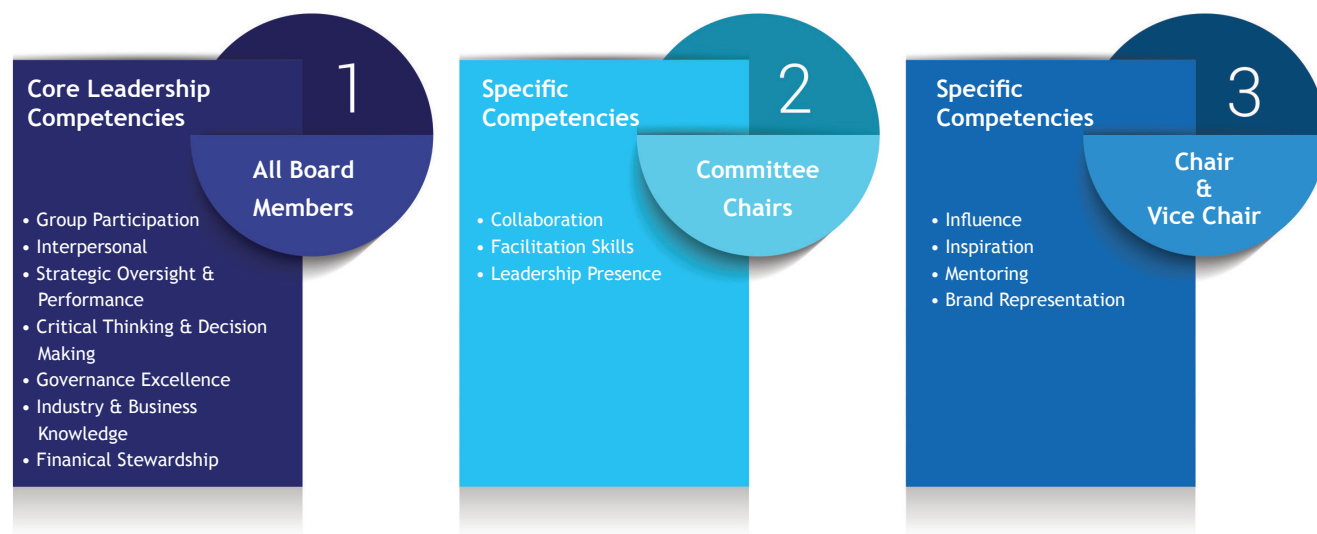 Core Leadership
Competencies
1
All Board
Members
• Group Participation
• Interpersonal
• Strategic Oversight &
Performance
• Critical Thinking & Decision
Making
• Governance Excellence
• Industry & Business
Knowledge
• Finanical Stewardship
Specific
Competencies
2
Committee
Chairs
• Collaboration
• Facilitation Skills
• Leadership Presence
Specific
Competencies
3
Chair
&
Vice Chair
• Influence
• Inspiration
• Mentoring
• Brand Representation